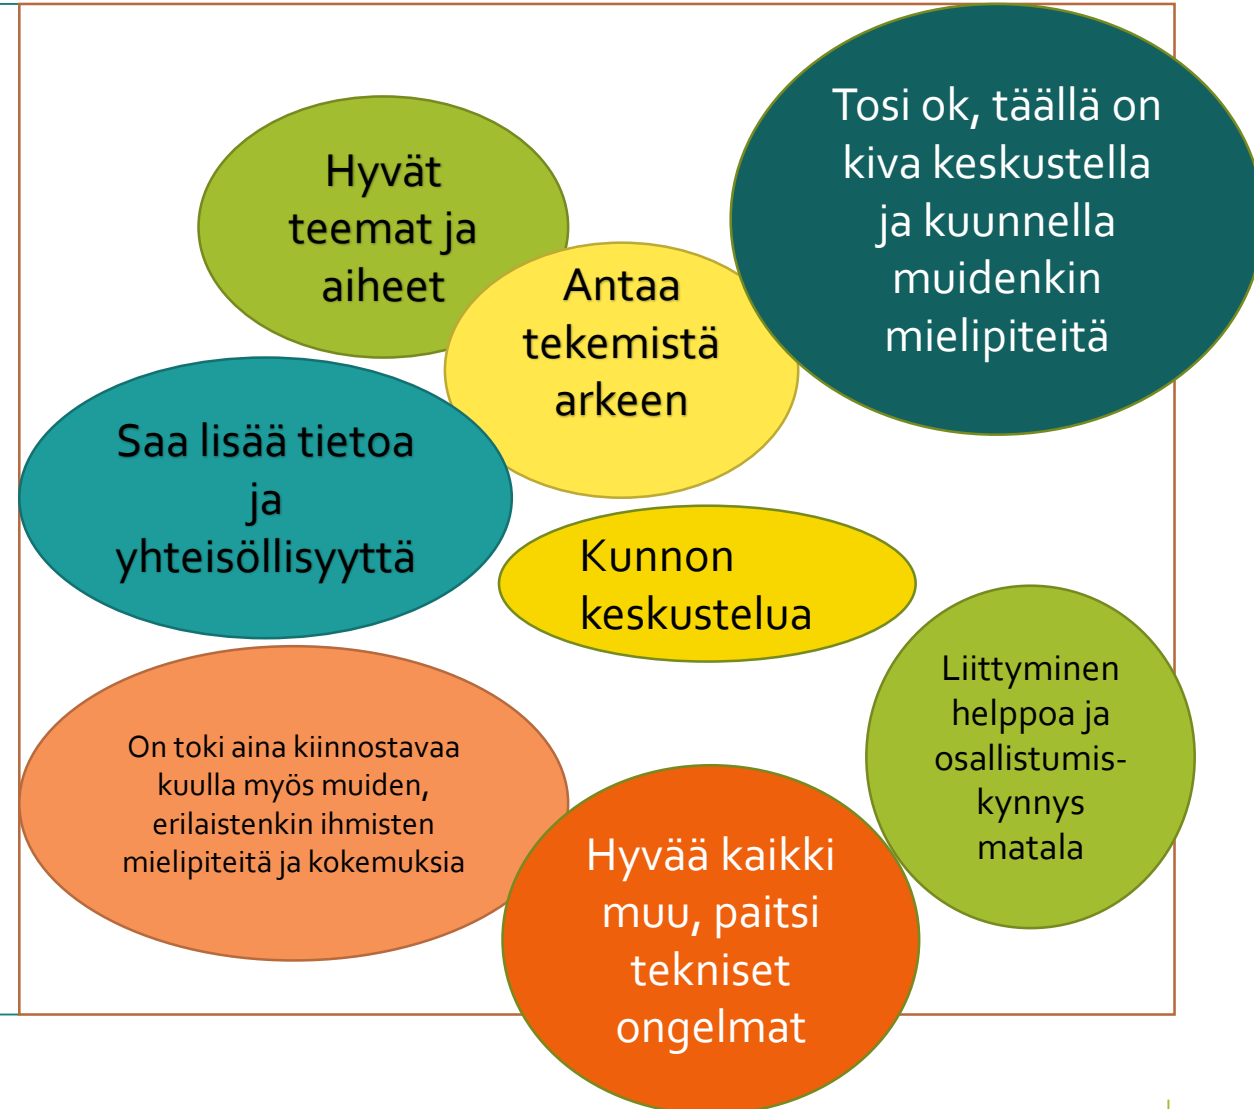 Hyvät
teemat ja
aiheet
Antaa
tekemistä
arkeen
Tosi ok, täällä on
kiva keskustella
ja kuunnella
muidenkin
mielipiteitä
Saa lisää tietoa
ja
yhteisöllisyyttä
Kunnon
keskustelua
Liittyminen
helppoa ja
osallistumis-
kynnys
matala
On toki aina kiinnostavaa
kuulla myös muiden,
erilaistenkin ihmisten
mielipiteitä ja kokemuksia
Hyvää kaikki
muu, paitsi
tekniset
ongelmat